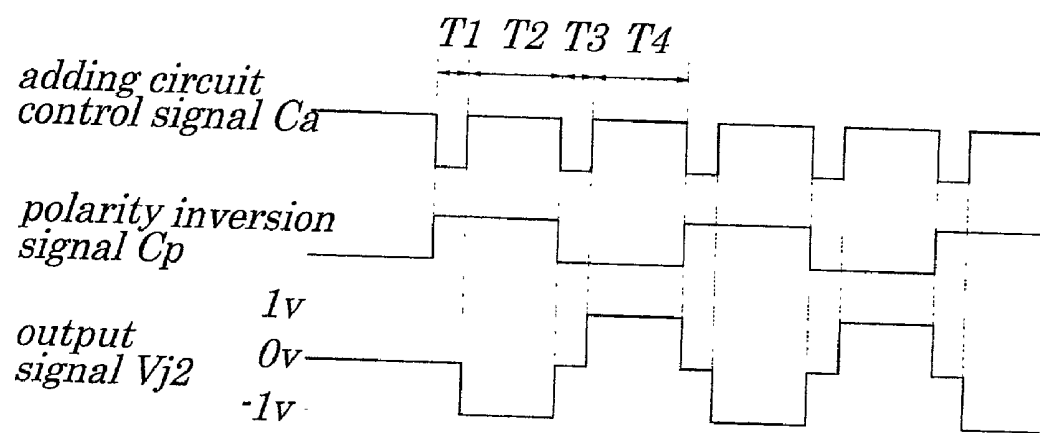 T1 T2 T3 T4
adding circuit
control signal Ca
polarity inversion
signal Cp
1v
output
0v
signal Vj2
-1v